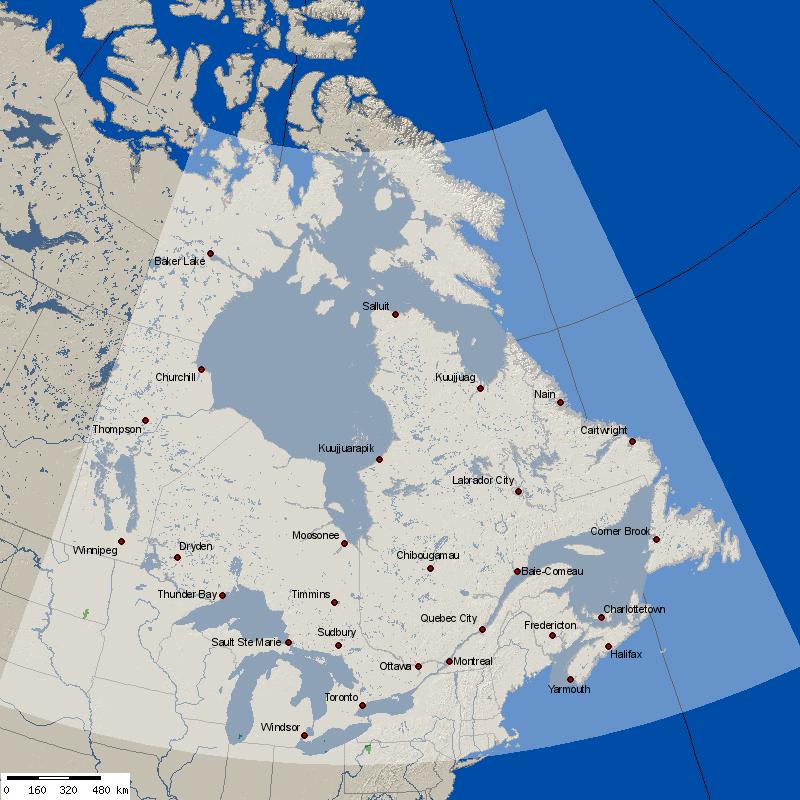 Baker Lake
Salluit
Churchill
Kuujjuag
Nain
Thompson
Cartwright
Kuujjuarapik
Labrador City
Corner Brook
Moosonee
Winnipeg
Dryden
Chibougamau
Baie-Comeau
Thunder Bay
Timmins
Charlottetown
Quebec City
Fredericton
Sudbury
Sault Ste Marie
Halifax
Ottawa
Montreal
Yarmouth
Toronto
Windsor
0 160 320 480 km